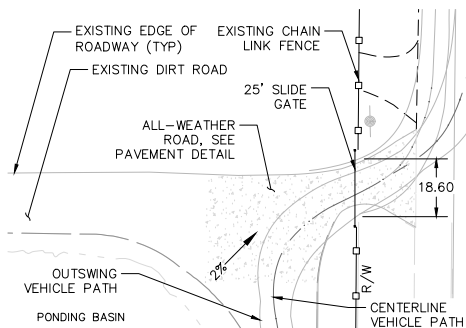 EXISTING EDGE OF
ROADWAY (TYP)
EXISTING CHAIN
LINK FENCE
EXISTING DIRT ROAD
25' SLIDE
GATE
ALL-WEATHER
ROAD, SEE
PAVEMENT DETAIL
18.60
2%
R/W
OUTSWING
VEHICLE PATH
CENTERLINE
VEHICLE PATH
PONDING BASIN